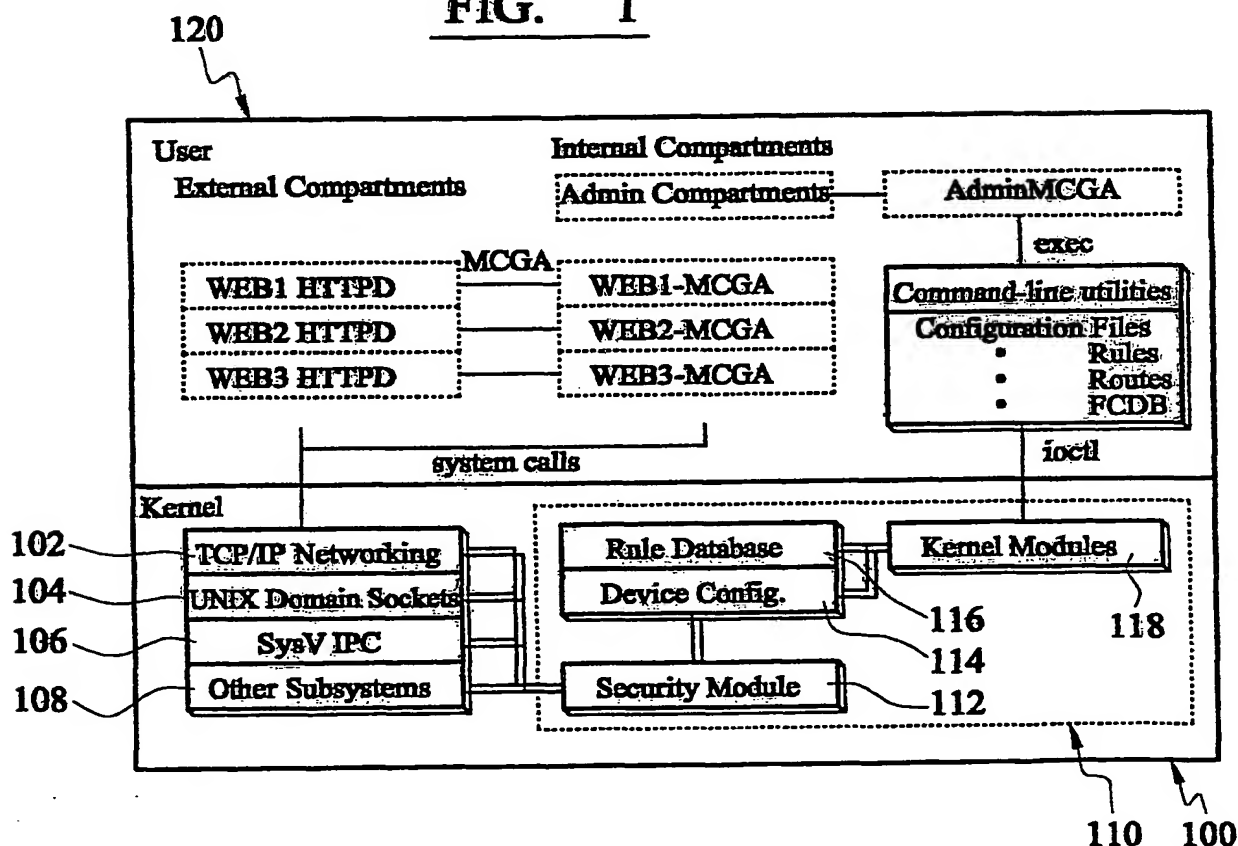 FIG. 1
120
User
External Compartments
Internal Compartments
Admin Compartments
AdminMCGA
exec
MCGA
WEB1 HTTPD
WEB1-MCGA
WEB2 HTTPD
WEB2-MCGA
WEB3 HTTPD
WEB3-MCGA
Command-line utilities
Configuration Files
• Rules
• Routes
• FCDB
system calls
ioctl
Kernel
102
TCP/IP Networking
104
UNIX Domain Sockets
106
SysV IPC
108
Other Subsystems
Rule Database
Device Config.
Kernel Modules
116
118
114
Security Module
112
110
100